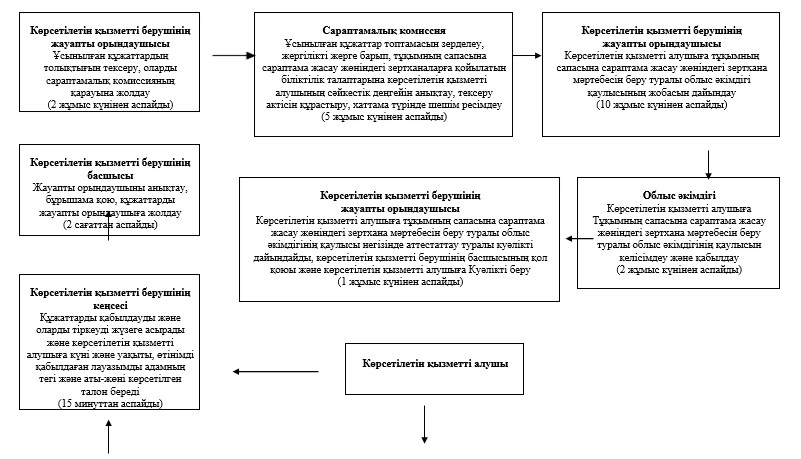 Көрсетілетін қызметті берушінің
жауапты орындаушысы
Ұсынылған құжаттардың
толықтығын тексеру, оларды
сараптамалық комиссияның
қарауына жолдау
(2 жұмыс күнінен аспайды)
Сараптамалық комиссия
Ұсынылған құжаттар топтамасын зерделеу,
жергілікті жерге барып, тұқымның сапасына
сараптама жасау жөніндегі зертханаларға қойылатын
біліктілік талаптарына көрсетілетін қызметті
алушының сәйкестік деңгейін анықтау, тексеру
актісін құрастыру, хаттама түрінде шешім ресімдеу
(5 жұмыс күнінен аспайды)
Көрсетілетін қызметті берушінің
жауапты орындаушысы
Көрсетілетін қызметті алушыға тұқымның
сапасына сараптама жасау жөніндегі зертхана
мәртебесін беру туралы облыс әкімдігі
қаулысының жобасын дайындау
(10 жұмыс күнінен аспайды)
Көрсетілетін қызметті берушінің
басшысы
Жауапты орындаушыны анықтау,
бұрышама қою, құжаттарды
жауапты орындаушыға жолдау
(2 сағаттан аспайды)
Көрсетілетін қызметті берушінің
жауапты орындаушысы
Көрсетілетін қызметті алушыға тұқымның сапасына сараптама
жасау жөніндегі зертхана мәртебесін беру туралы облыс
әкімдігінің қаулысы негізінде аттестаттау туралы куәлікті
дайындайды, көрсетілетін қызметті берушінің басшысының қол
қоюы және көрсетілетін қызметті алушыға Куәлікті беру
(1 жұмыс күнінен аспайды)
Облыс әкімдігі
Көрсетілетін қызметті алушыға
Тұқымның сапасына сараптама жасау
жөніндегі зертхана мәртебесін беру
туралы облыс әкімдігінің қаулысын
келісімдеу және қабылдау
(2 жұмыс күнінен аспайды)
Көрсетілетін қызметті берушінің
кеңсесі
Құжаттарды қабылдауды және
оларды тіркеуді жүзеге асырады
және көрсетілетін қызметті
алушыға күні және уақыты, өтінімді
қабылдаған лауазымды адамның
тегі және аты-жөні көрсетілген
талон береді
(15 минуттан аспайды)
Көрсетілетін қызметті алушы